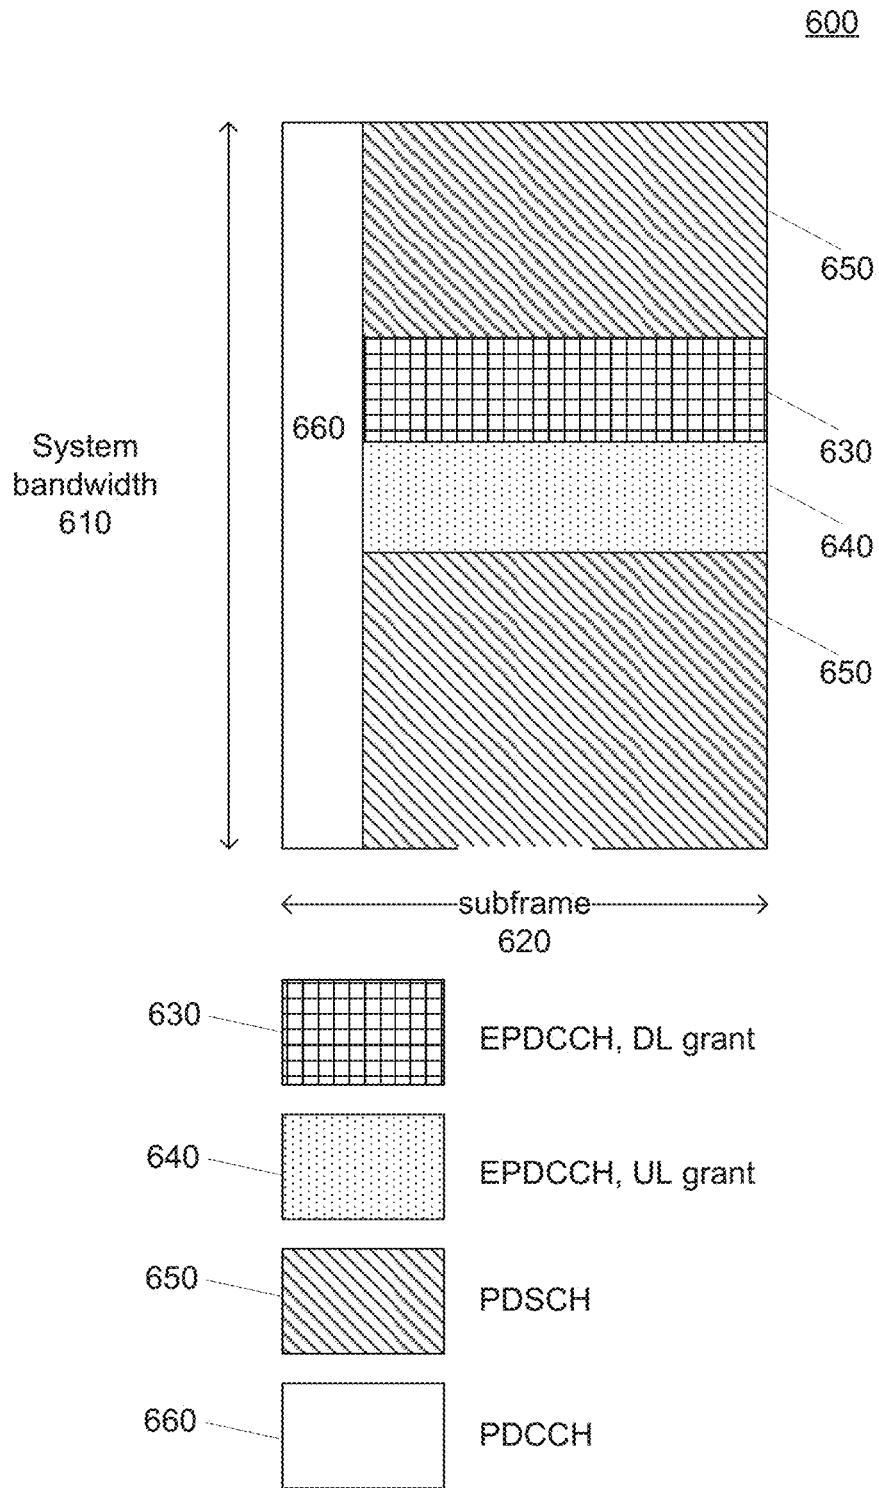 600
650
660
630
System
bandwidth
610
640
650
subframe
620
630
EPDCCH, DL grant
640
EPDCCH, UL grant
650
PDSCH
660
PDCCH